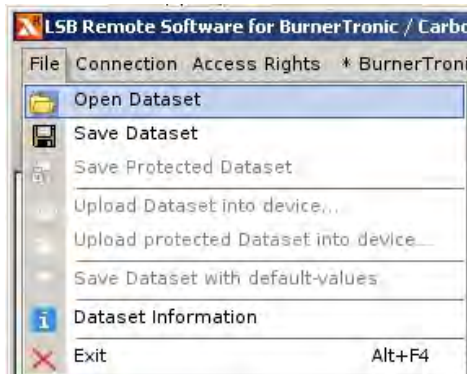 LSB Remote Software for BurnerTronic / Carbo
File Connection Access Rights * BurnerTroni
Open Dataset
Save Dataset
Save Protected Dataset
Upload Dataset into device...
Upload protected Dataset into device...
Save Dataset with default-values
Dataset Information
Exit Alt+F4